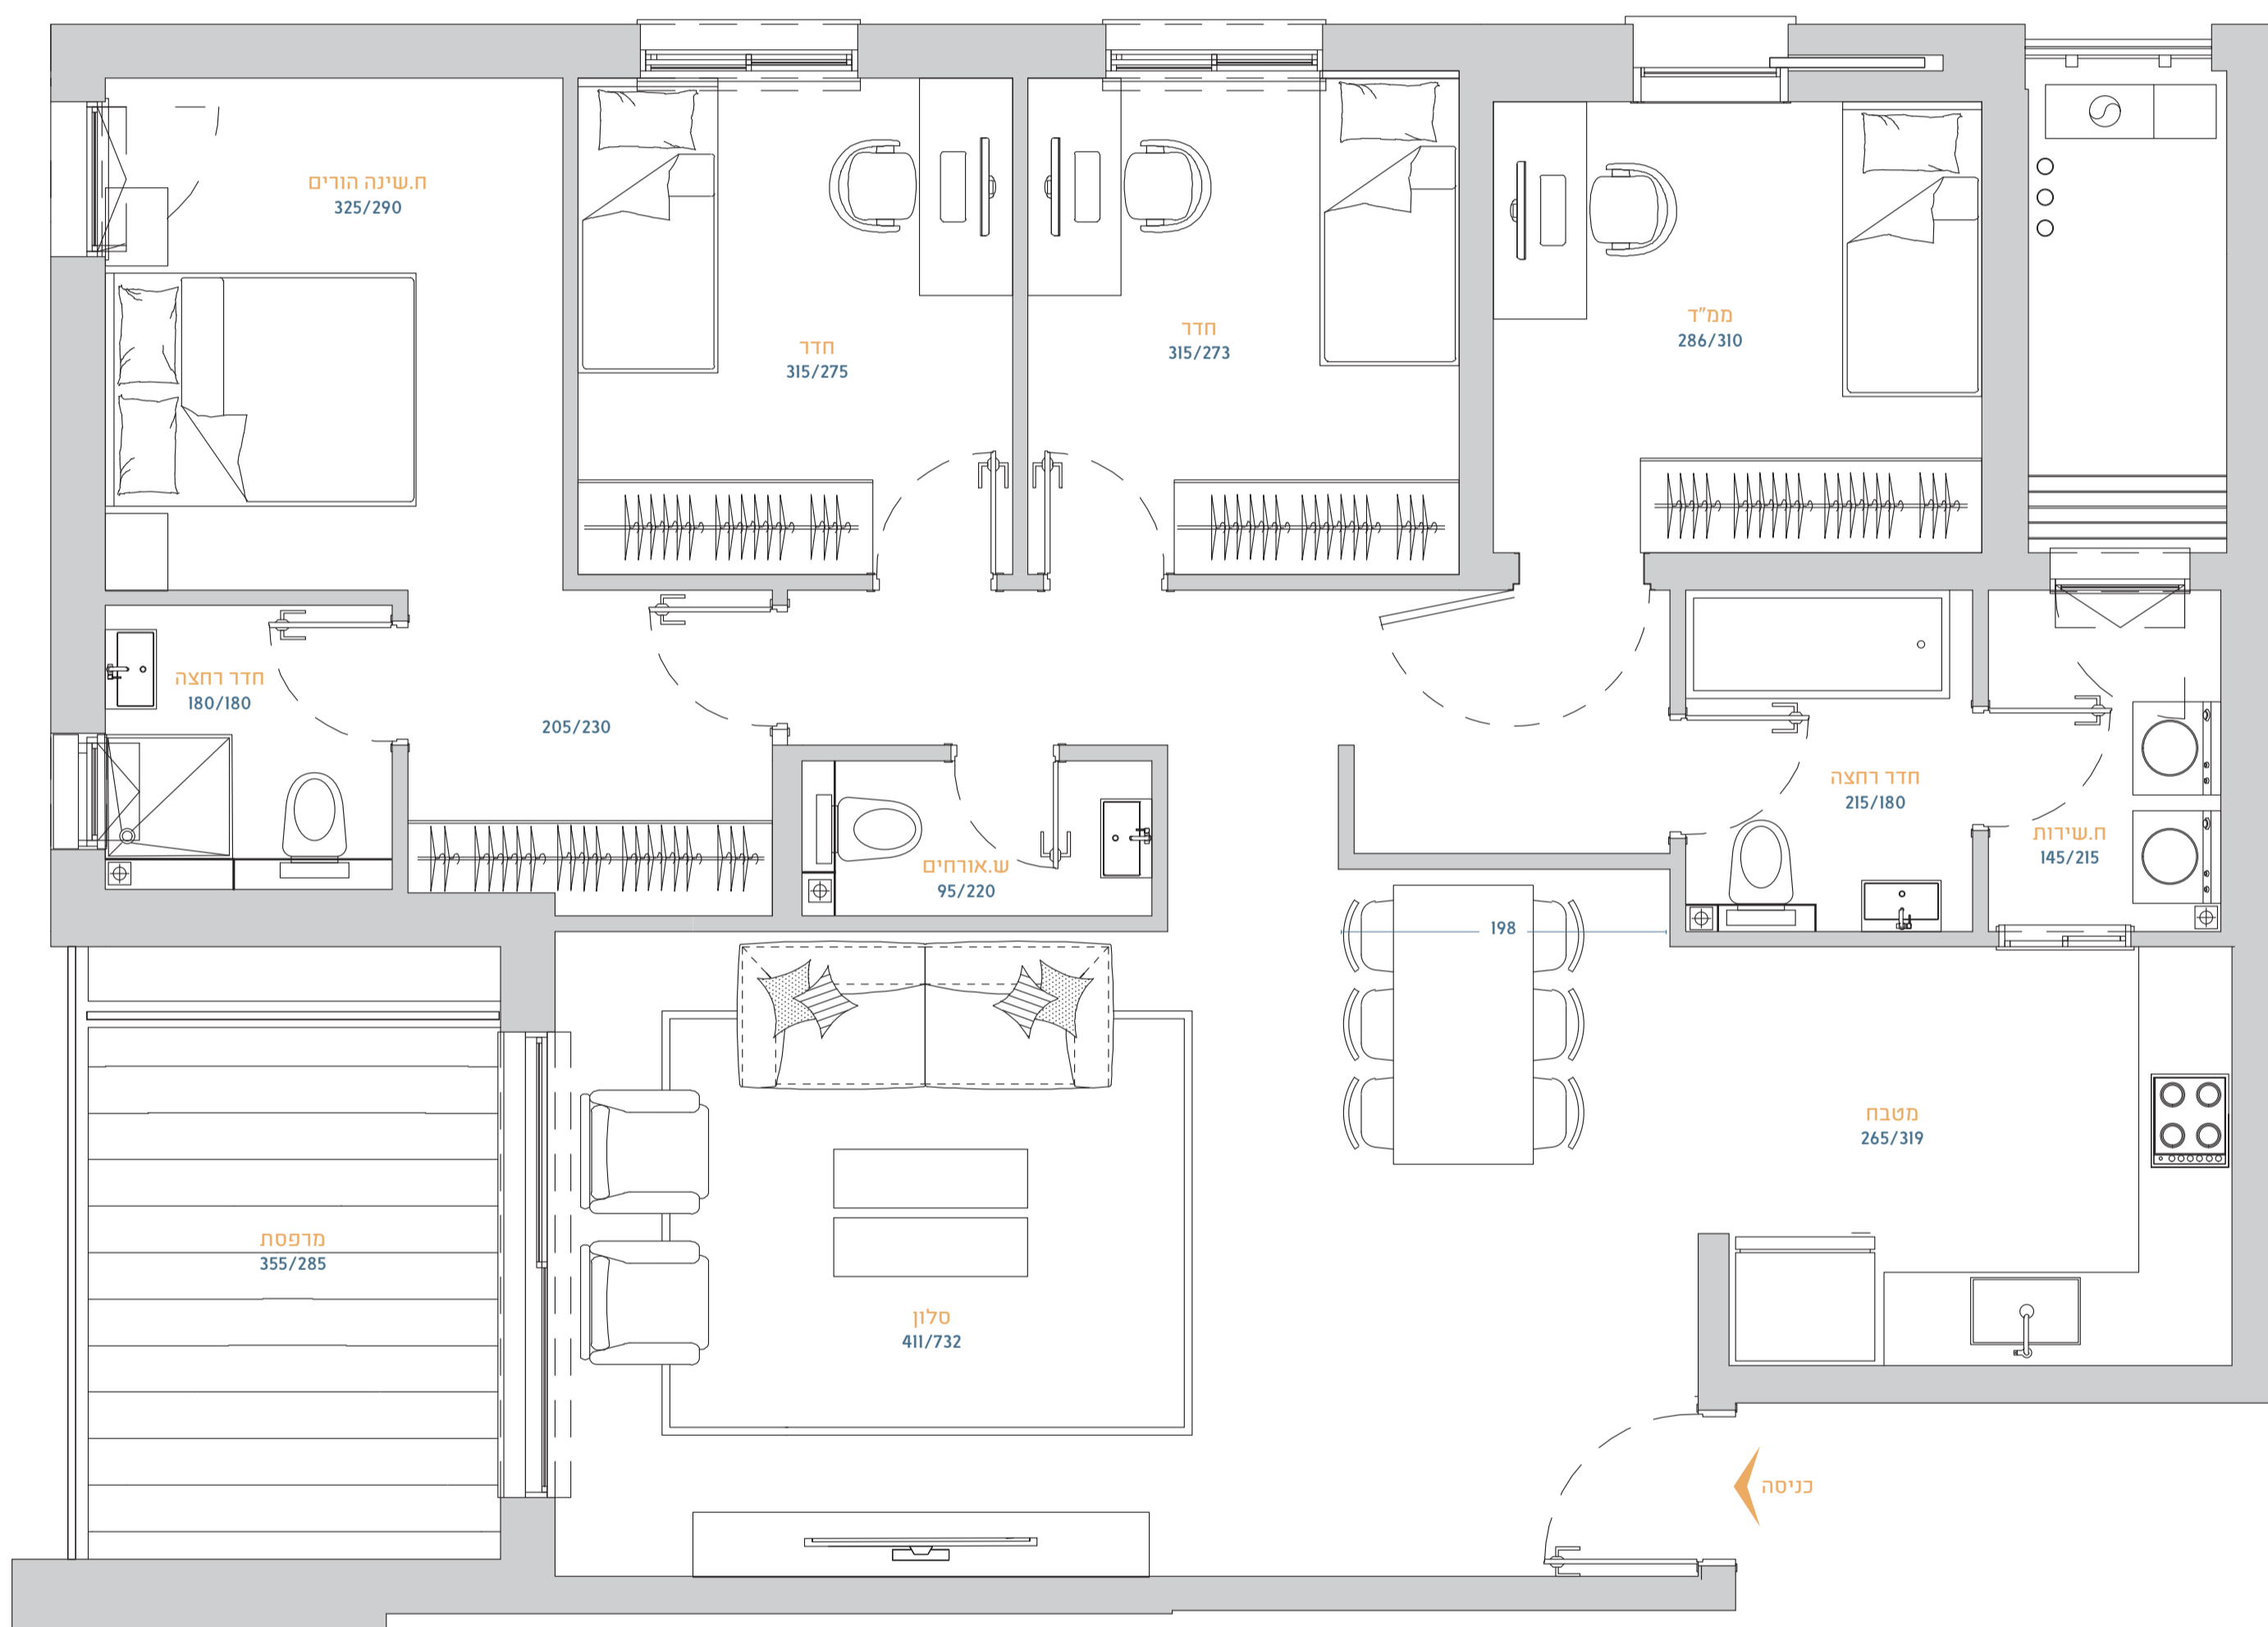 ח.שינה הורים
325/290
חדר
315/275
חדר
315/273
ממ"ד
286/310
חדר רחצה
180/180
205/230
ש.אורחים
95/220
חדר רחצה
215/180
ח.שירות
145/215
198
מטבח
265/319
מרפסת
355/285
סלון
411/732
כניסה